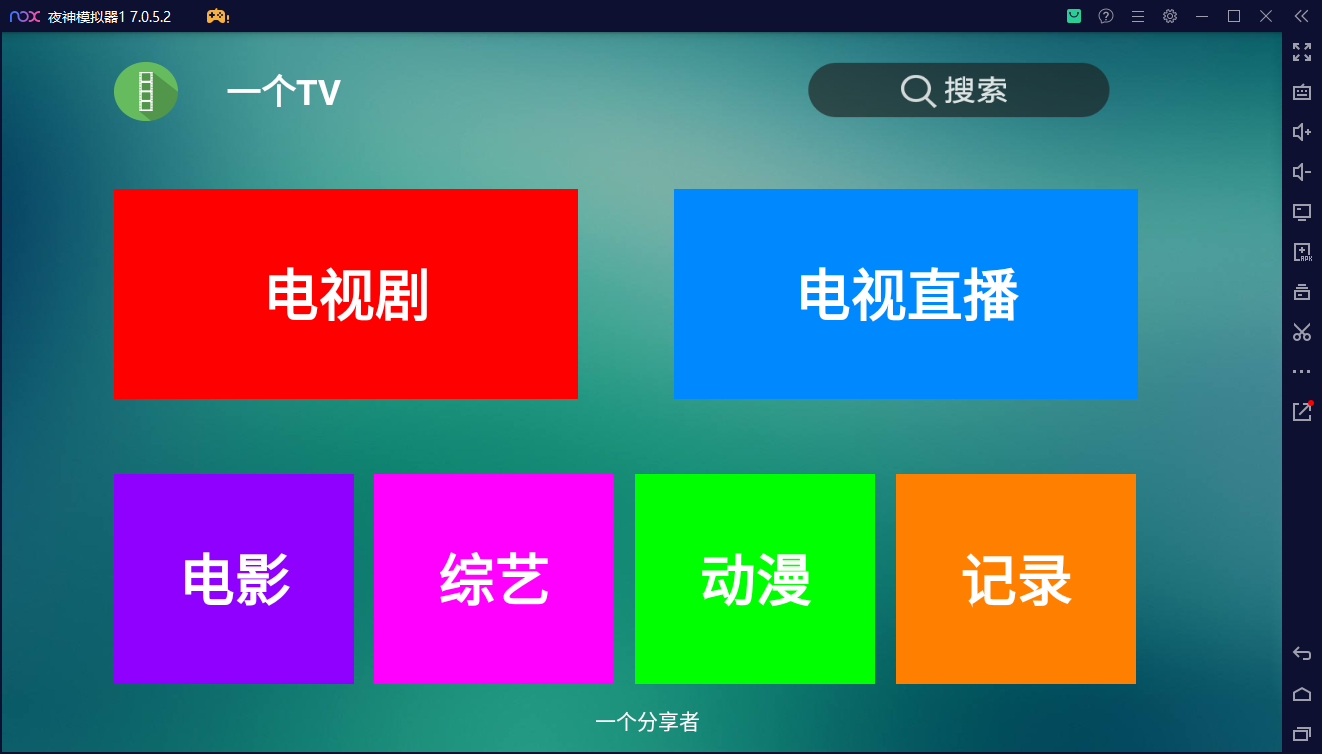 nox 夜神模拟器1 7.0.5.2
一个TV
搜索
电视剧
电视直播
电影
综艺
动漫
记录
一个分享者
APK